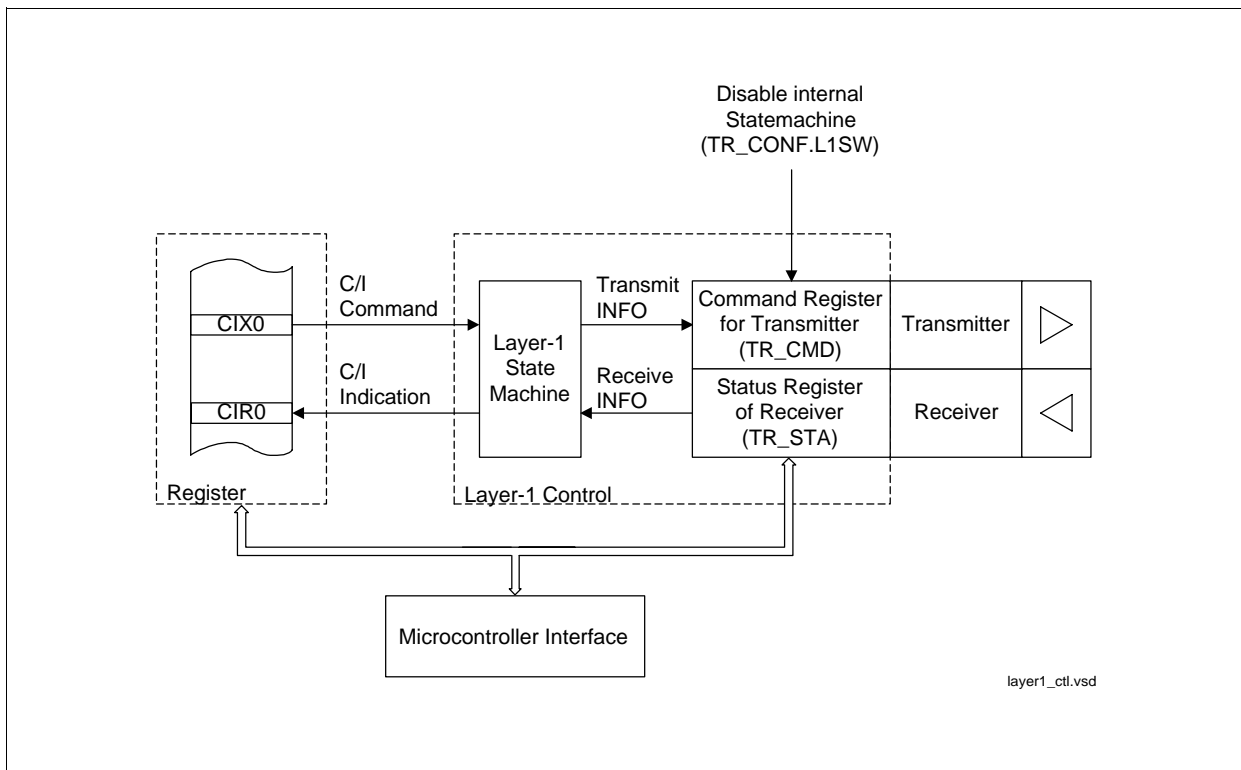 Disable internal
Statemachine
(TR_CONF.L1SW)
C/I
Command
Transmit
INFO
CIX0
Layer-1
State
Machine
Command Register
for Transmitter
(TR_CMD)
Transmitter
C/I
Indication
Receive
INFO
CIR0
Status Register
of Receiver
(TR_STA)
Receiver
Register
Layer-1 Control
Microcontroller Interface
layer1_ctl.vsd